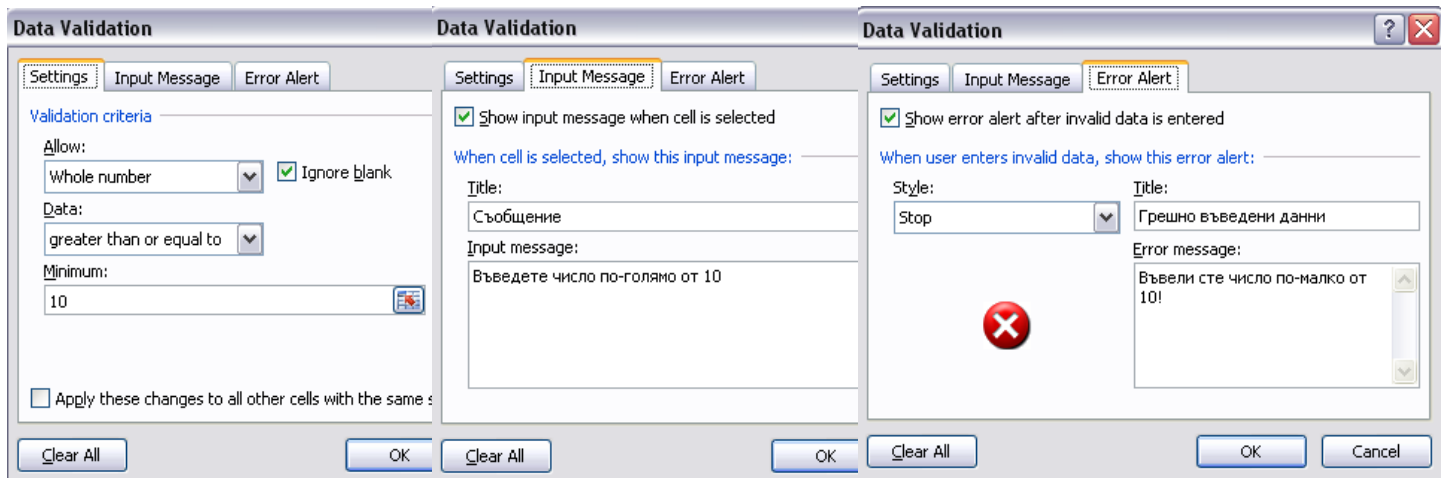 Data Validation
Settings
Input Message
Error Alert
Validation criteria
Allow:
Whole number
Ignore blank
Data:
greater than or equal to
Minimum:
10
Apply these changes to all other cells with the same s
Clear All
OK
Data Validation
Settings
Input Message
Error Alert
Show input message when cell is selected
When cell is selected, show this input message:
Title:
Съобщение
Input message:
Въведете число по-голямо от 10
Clear All
OK
Data Validation
Settings
Input Message
Error Alert
Show error alert after invalid data is entered
When user enters invalid data, show this error alert:
Style:
Stop
Title:
Грешно въведени данни
Error message:
Въвели сте число по-малко от
10!
Clear All
OK
Cancel